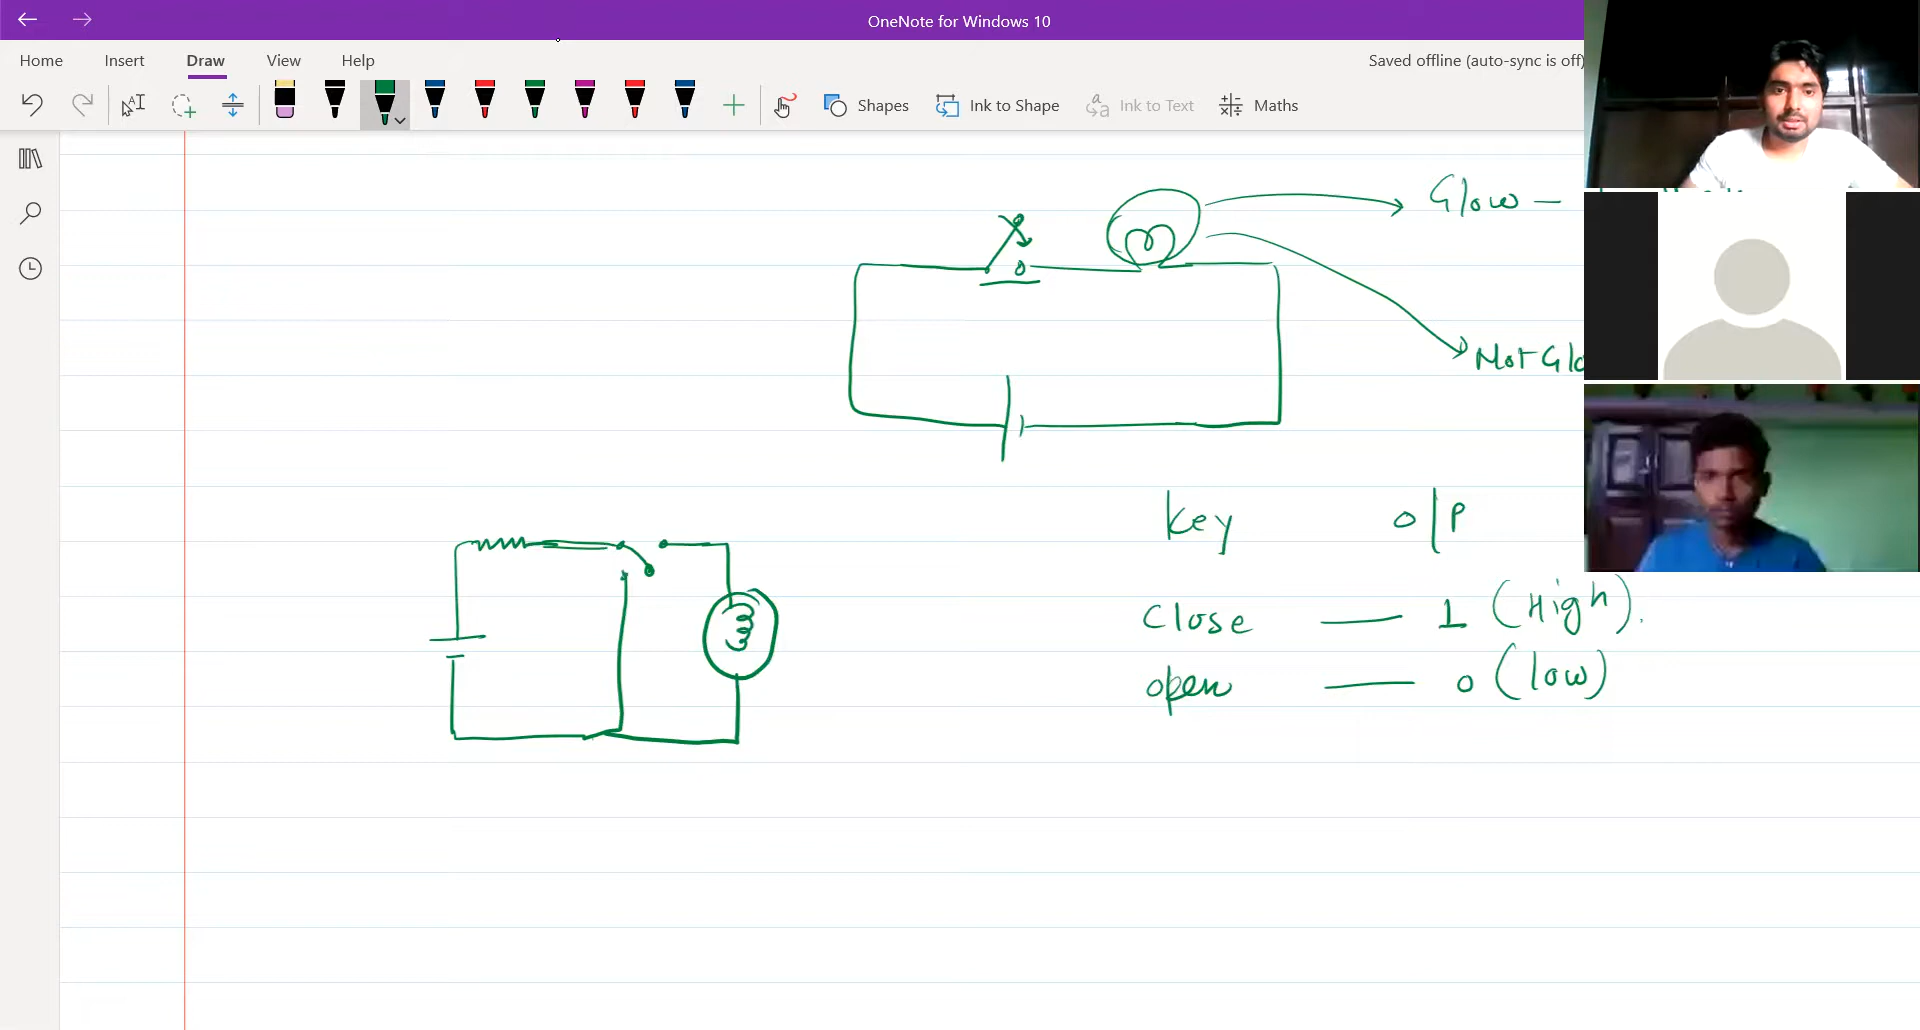 OneNote for Windows 10
Home Insert Draw View Help Saved offline (auto-sync is off)
Shapes Ink to Shape Ink to Text Maths
Glow —
Not Glo
key o|P
Close — 1 (High).
open — 0 (low)